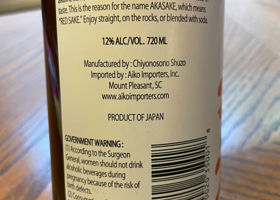 taste. This is the reason for the name AKASAKE, which means
"RED SAKE." Enjoy straight, on the rocks, or blended with soda.
12% ALC/VOL. 720 ML
Manufactured by : Chiyonosono Shuzo
Imported by : Aiko Importers, Inc.
Mount Pleasant, SC
www.aikoimporters.com
PRODUCT OF JAPAN
GOVERNMENT WARNING :
(1) According to the Surgeon
General, women should not drink
alcoholic beverages during
pregnancy because of the risk of
birth defects.
(2) Consumption